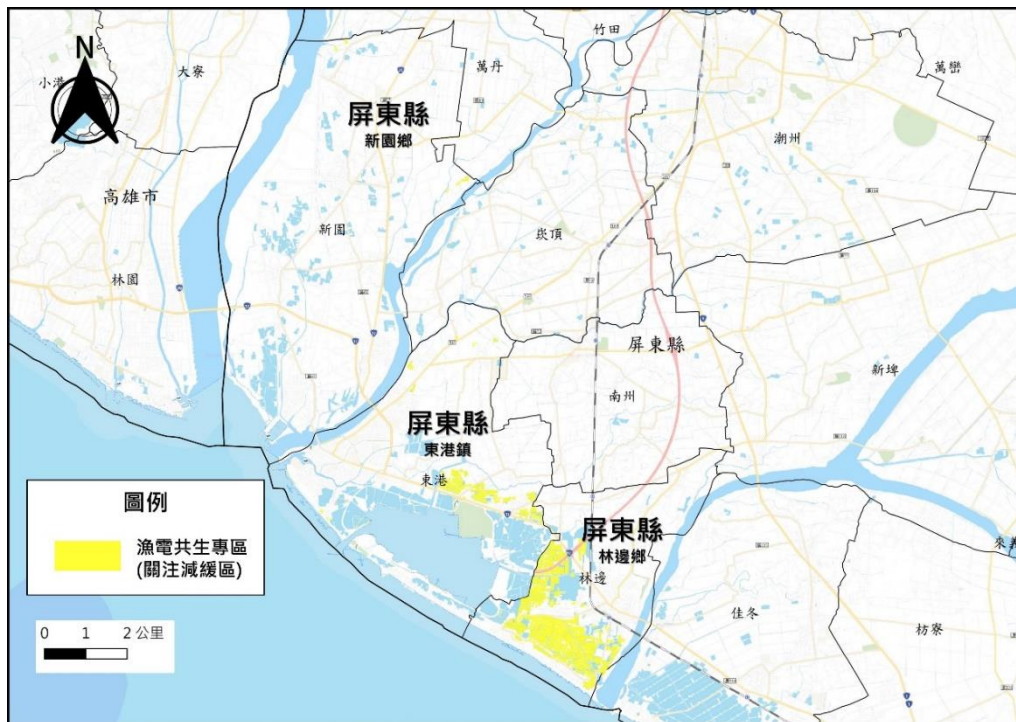 N
竹田
小港
大寮
萬丹
萬巒
屏東縣
新園鄉
潮州
高雄市
新園
崁頂
林園
屏東縣
新埤
南州
屏東縣
東港鎮
東港
圖例
屏東縣
林邊鄉
漁電共生專區
(關注減緩區)
林邊
佳冬
枋寮
0 1 2 公里